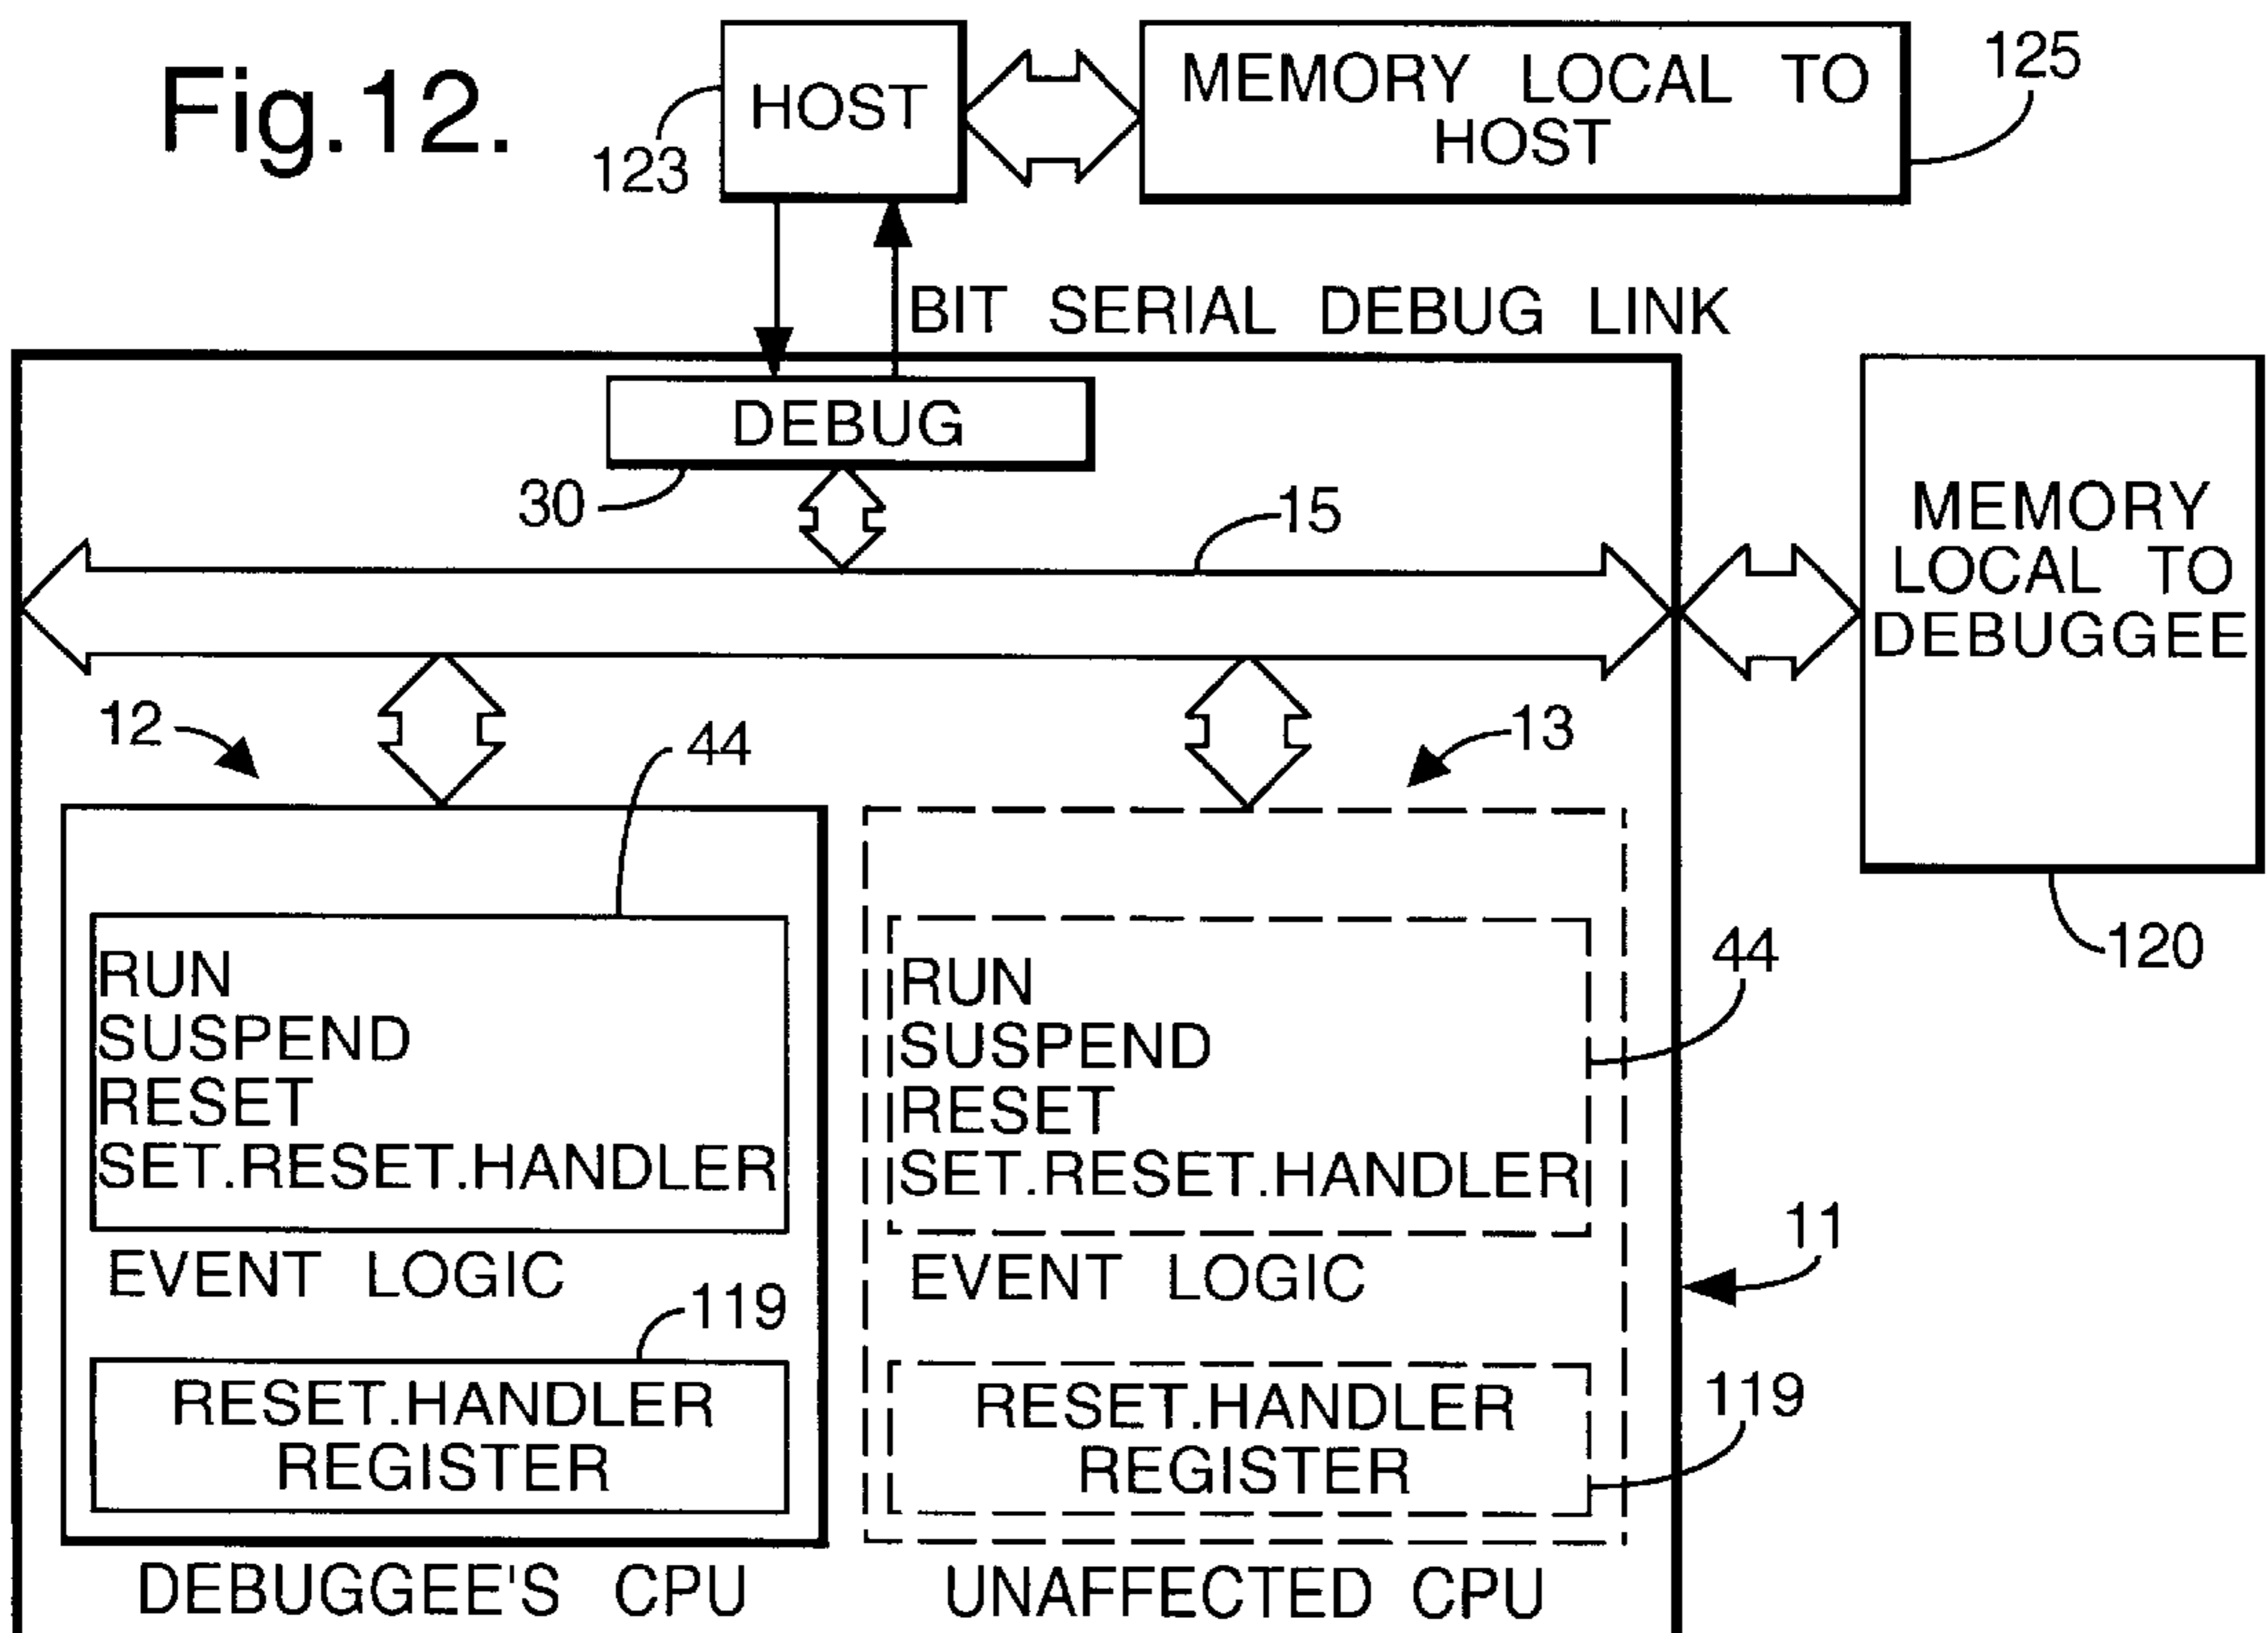 Fig.12.
HOST
MEMORY LOCAL TO
HOST
125
123
BIT SERIAL DEBUG LINK
DEBUG
30
15
MEMORY
LOCAL TO
DEBUGGEE
12
44
13
RUN
SUSPEND
RESET
SET.RESET.HANDLER
EVENT LOGIC
119
RESET.HANDLER
REGISTER
DEBUGGEE'S CPU
RUN
SUSPEND
RESET
SET.RESET.HANDLER
EVENT LOGIC
44
120
11
RESET.HANDLER
REGISTER
119
UNAFFECTED CPU